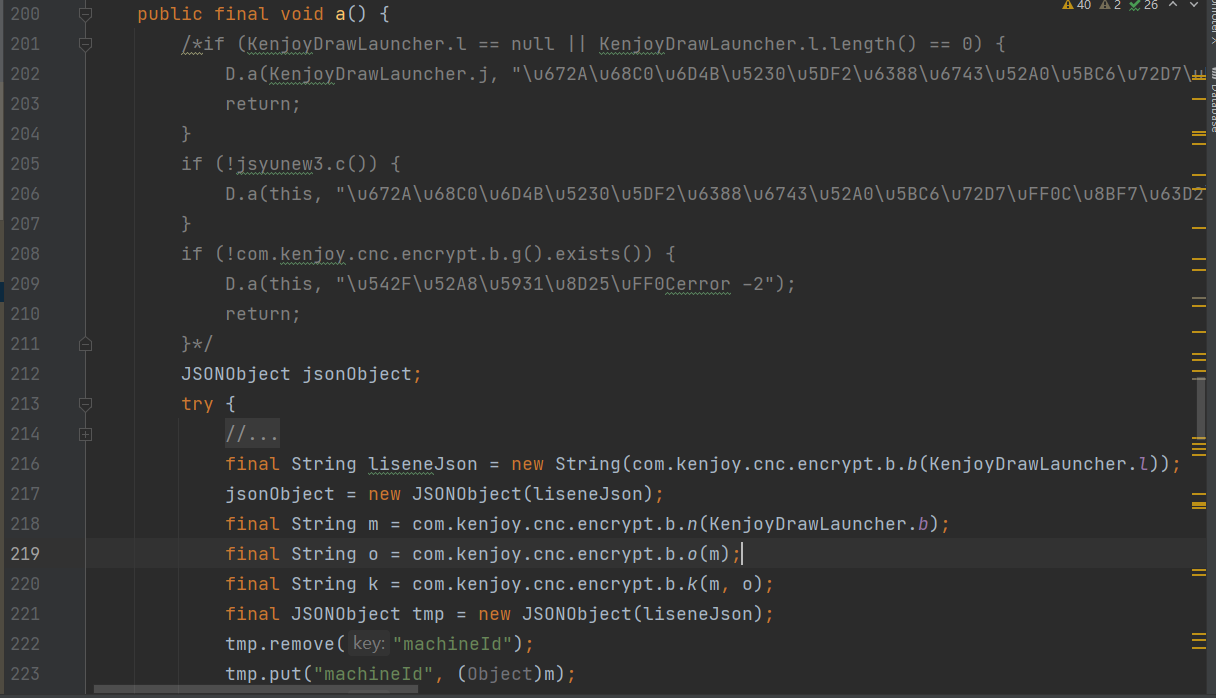 40 2 26
200 public final void a() {
201 /*if (KenjoyDrawLauncher.l == null || KenjoyDrawLauncher.l.length() == 0) {
202 D.a(KenjoyDrawLauncher.j, "\u672A\u68C0\u6D4B\u5230\u5DF2\u6388\u6743\u52A0\u5BC6\u72D7\u
203 return;
204 }
205 if (!jsyunew3.c()) {
206 D.a(this, "\u672A\u68C0\u6D4B\u5230\u5DF2\u6388\u6743\u52A0\u5BC6\u72D7\uFF0C\u8BF7\u63D2
207 }
208 if (!com.kenjoy.cnc.encrypt.b.g().exists()) {
209 D.a(this, "\u542F\u52A8\u5931\u8D25\uFF0Cerror -2");
210 return;
211 }*/
212 JSONObject jsonObject;
213 try {
214 //...
216 final String liseneJson = new String(com.kenjoy.cnc.encrypt.b.b(KenjoyDrawLauncher.l));
217 jsonObject = new JSONObject(liseneJson);
218 final String m = com.kenjoy.cnc.encrypt.b.n(KenjoyDrawLauncher.b);
219 final String o = com.kenjoy.cnc.encrypt.b.o(m);
220 final String k = com.kenjoy.cnc.encrypt.b.k(m, o);
221 final JSONObject tmp = new JSONObject(liseneJson);
222 tmp.remove( key: "machineId");
223 tmp.put("machineId", (Object)m);
Database